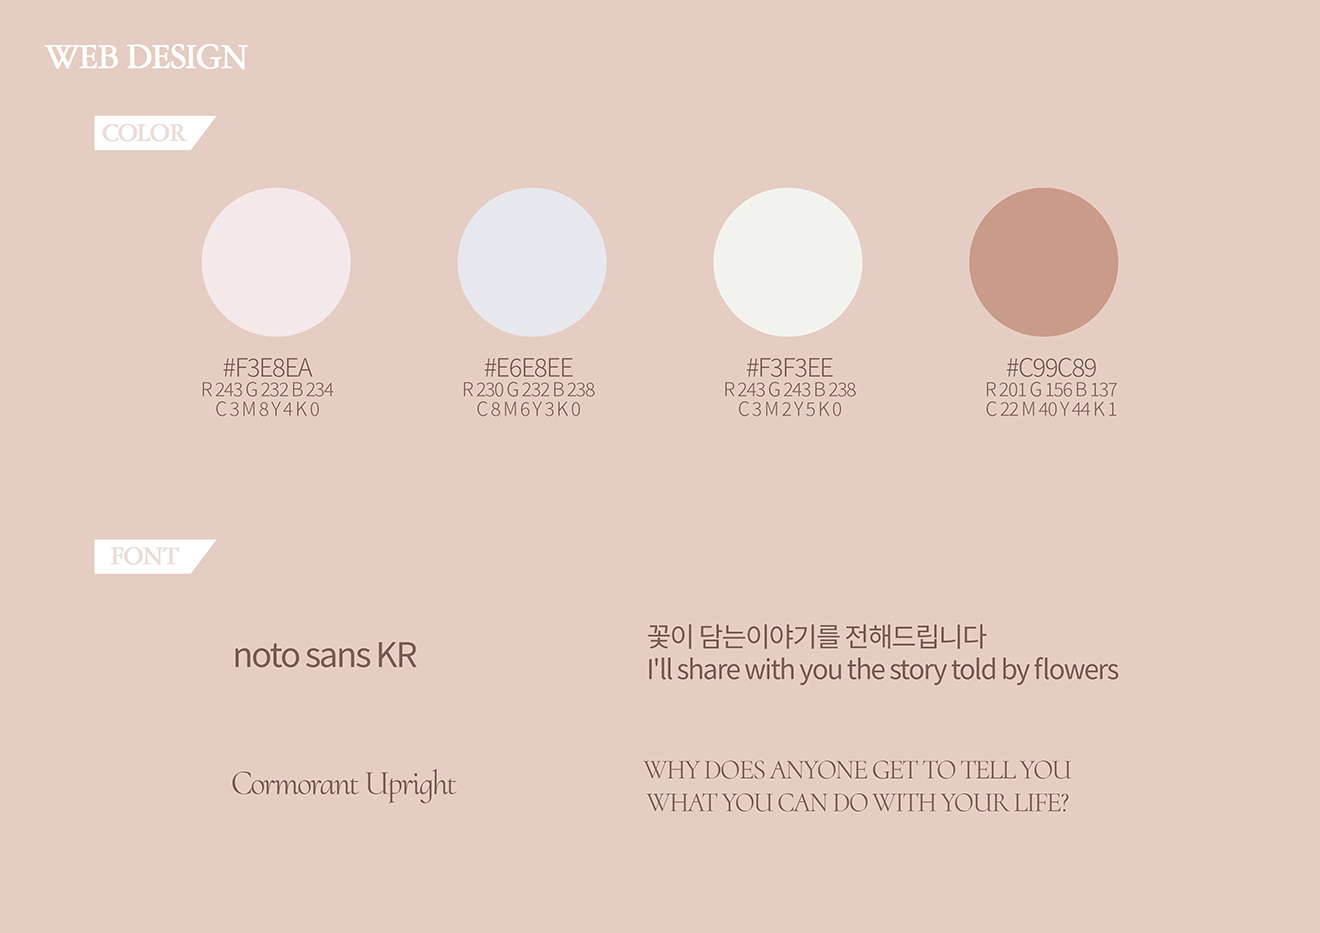 WEB DESIGN
COLOR
#F3E8EA
R 243 G 232 B 234
C 3 M 8 Y 4 K 0
#E6E8EE
R 230 G 232 B 238
C 8 M 6 Y 3 K 0
#F3F3EE
R 243 G 243 B 238
C 3 M 2 Y 5 K 0
#C99C89
R 201 G 156 B 137
C 22 M 40 Y 44 K 1
FONT
noto sans KR
꽃이 담는이야기를 전해드립니다
I'll share with you the story told by flowers
Cormorant Upright
WHY DOES ANYONE GET TO TELL YOU
WHAT YOU CAN DO WITH YOUR LIFE?